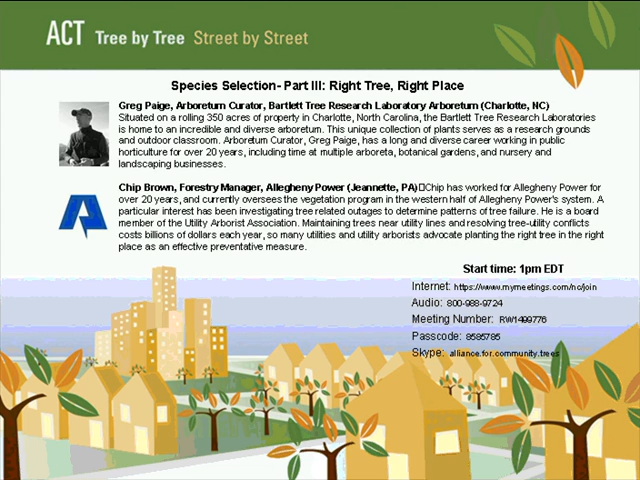 ACT Tree by Tree Street by Street
Species Selection- Part III: Right Tree, Right Place
Greg Paige, Arboretum Curator, Bartlett Tree Research Laboratory Arboretum (Charlotte, NC)
Situated on a rolling 350 acres of property in Charlotte, North Carolina, the Bartlett Tree Research Laboratories
is home to an incredible and diverse arboretum. This unique collection of plants serves as a research grounds
and outdoor classroom. Arboretum Curator, Greg Paige, has a long and diverse career working in public
horticulture for over 20 years, including time at multiple arboreta, botanical gardens, and nursery and
landscaping businesses.
Chip Brown, Forestry Manager, Allegheny Power (Jeannette, PA)□Chip has worked for Allegheny Power for
over 20 years, and currently oversees the vegetation program in the western half of Allegheny Power's system. A
particular interest has been investigating tree related outages to determine patterns of tree failure. He is a board
member of the Utility Arborist Association. Maintaining trees near utility lines and resolving tree-utility conflicts
costs billions of dollars each year, so many utilities and utility arborists advocate planting the right tree in the right
place as an effective preventative measure.
Start time: 1pm EDT
Internet: https://www.mymeetings.com/nc/join
Audio: 800-988-9724
Meeting Number: RW1499776
Passcode: 8585785
Skype: alliance.for.community.trees